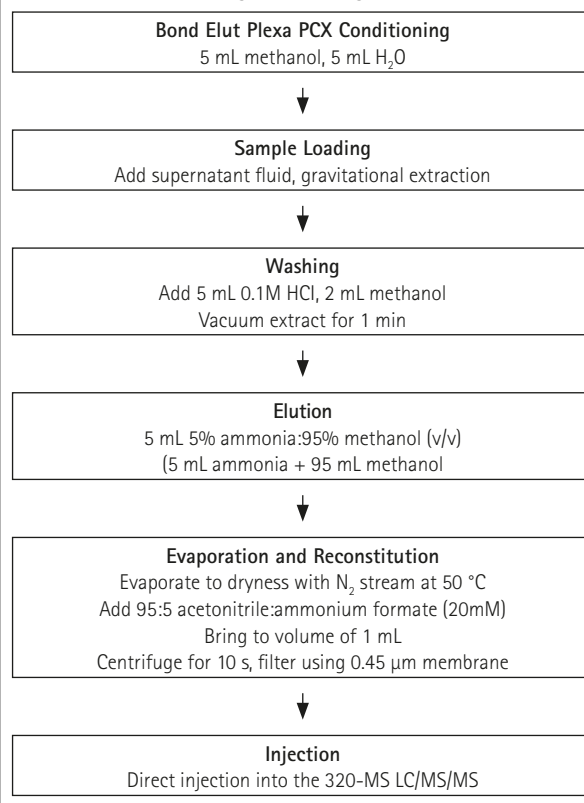 Bond Elut Plexa PCX Conditioning
5 mL methanol, 5 mL H₂O
Sample Loading
Add supernatant fluid, gravitational extraction
Washing
Add 5 mL 0.1M HCl, 2 mL methanol
Vacuum extract for 1 min
Elution
5 mL 5% ammonia:95% methanol (v/v)
(5 mL ammonia + 95 mL methanol
Evaporation and Reconstitution
Evaporate to dryness with N₂ stream at 50 °C
Add 95:5 acetonitrile:ammonium formate (20mM)
Bring to volume of 1 mL
Centrifuge for 10 s, filter using 0.45 µm membrane
Injection
Direct injection into the 320-MS LC/MS/MS